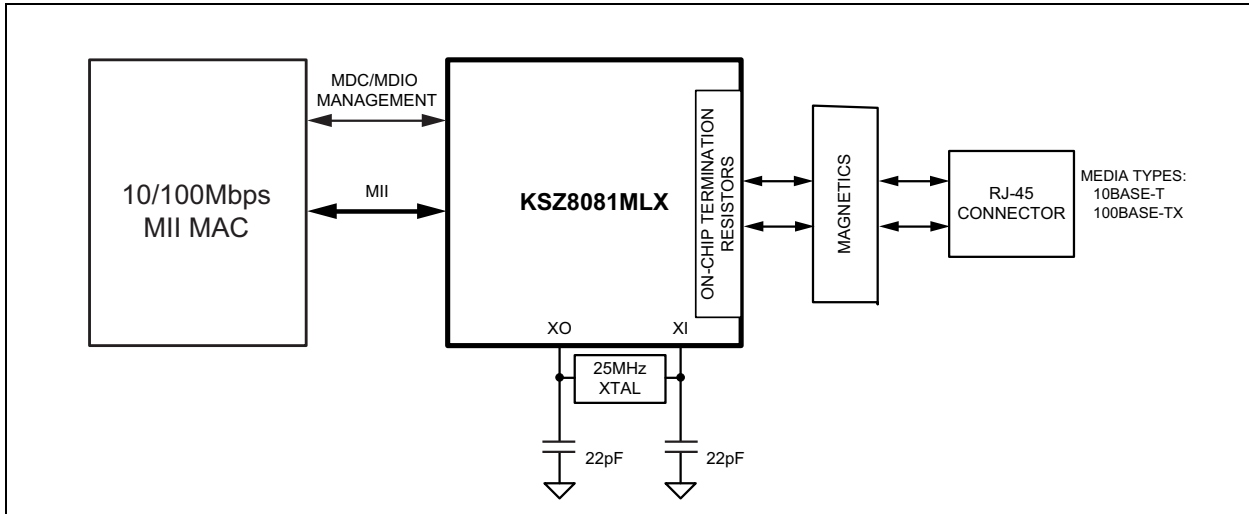 MDC/MDIO
MANAGEMENT
10/100Mbps
MII MAC
MII
KSZ8081MLX
ON-CHIP TERMINATION
RESISTORS
MAGNETICS
RJ-45
CONNECTOR
MEDIA TYPES:
10BASE-T
100BASE-TX
XO
XI
25MHz
XTAL
22pF
22pF